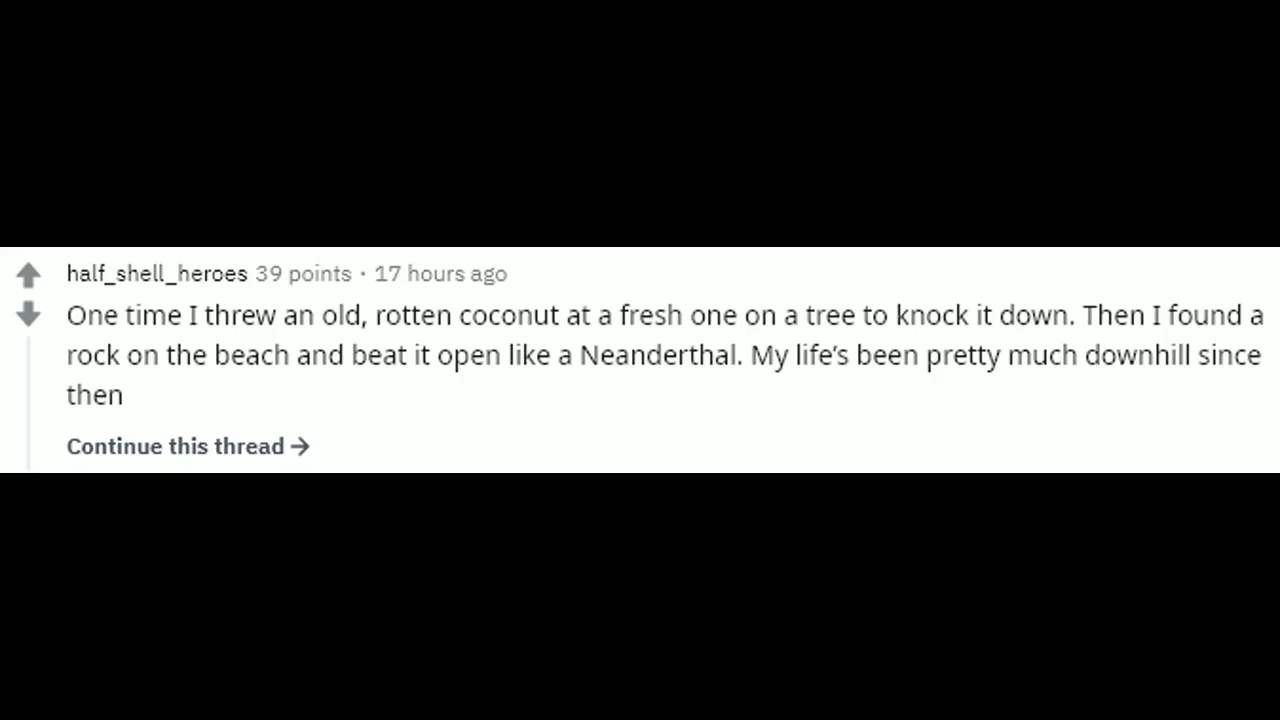 half_shell_heroes 39 points · 17 hours ago
One time I threw an old, rotten coconut at a fresh one on a tree to knock it down. Then I found a
rock on the beach and beat it open like a Neanderthal. My life’s been pretty much downhill since
then
Continue this thread →